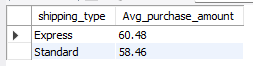 shipping_type Avg_purchase_amount
Express 60.48
Standard 58.46